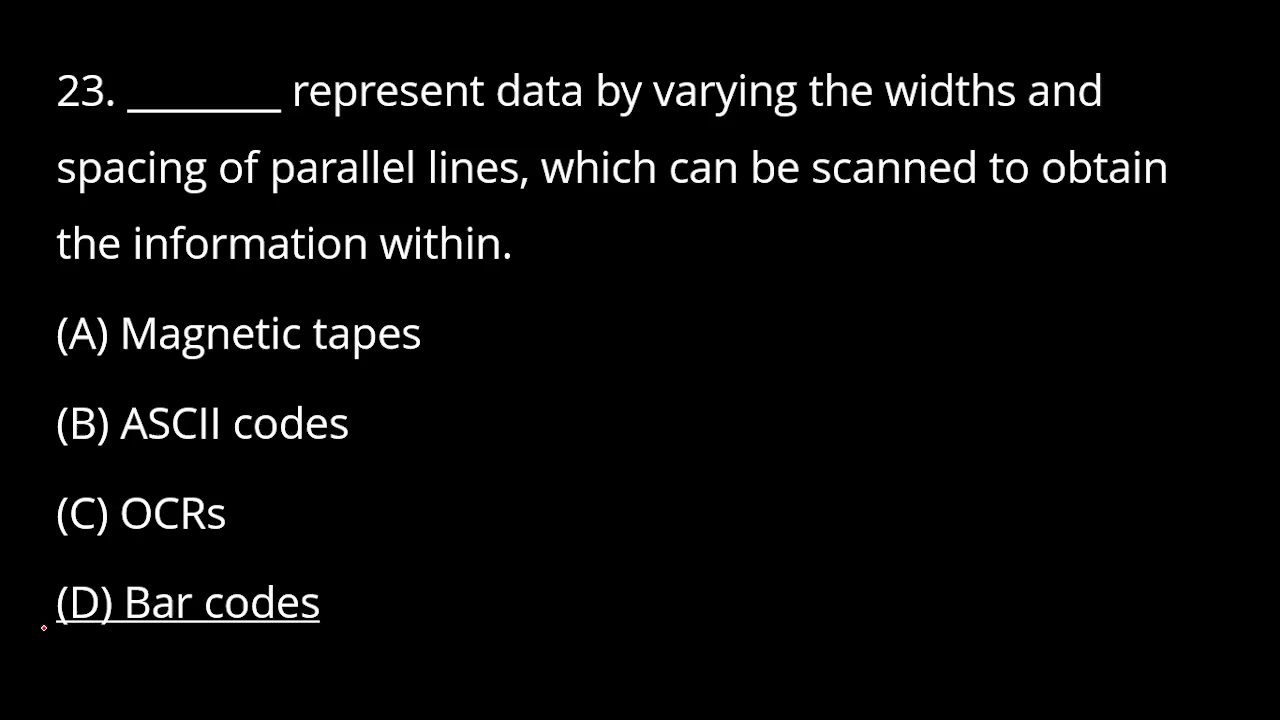 23. ________ represent data by varying the widths and
spacing of parallel lines, which can be scanned to obtain
the information within.
(A) Magnetic tapes
(B) ASCII codes
(C) OCRs
(D) Bar codes